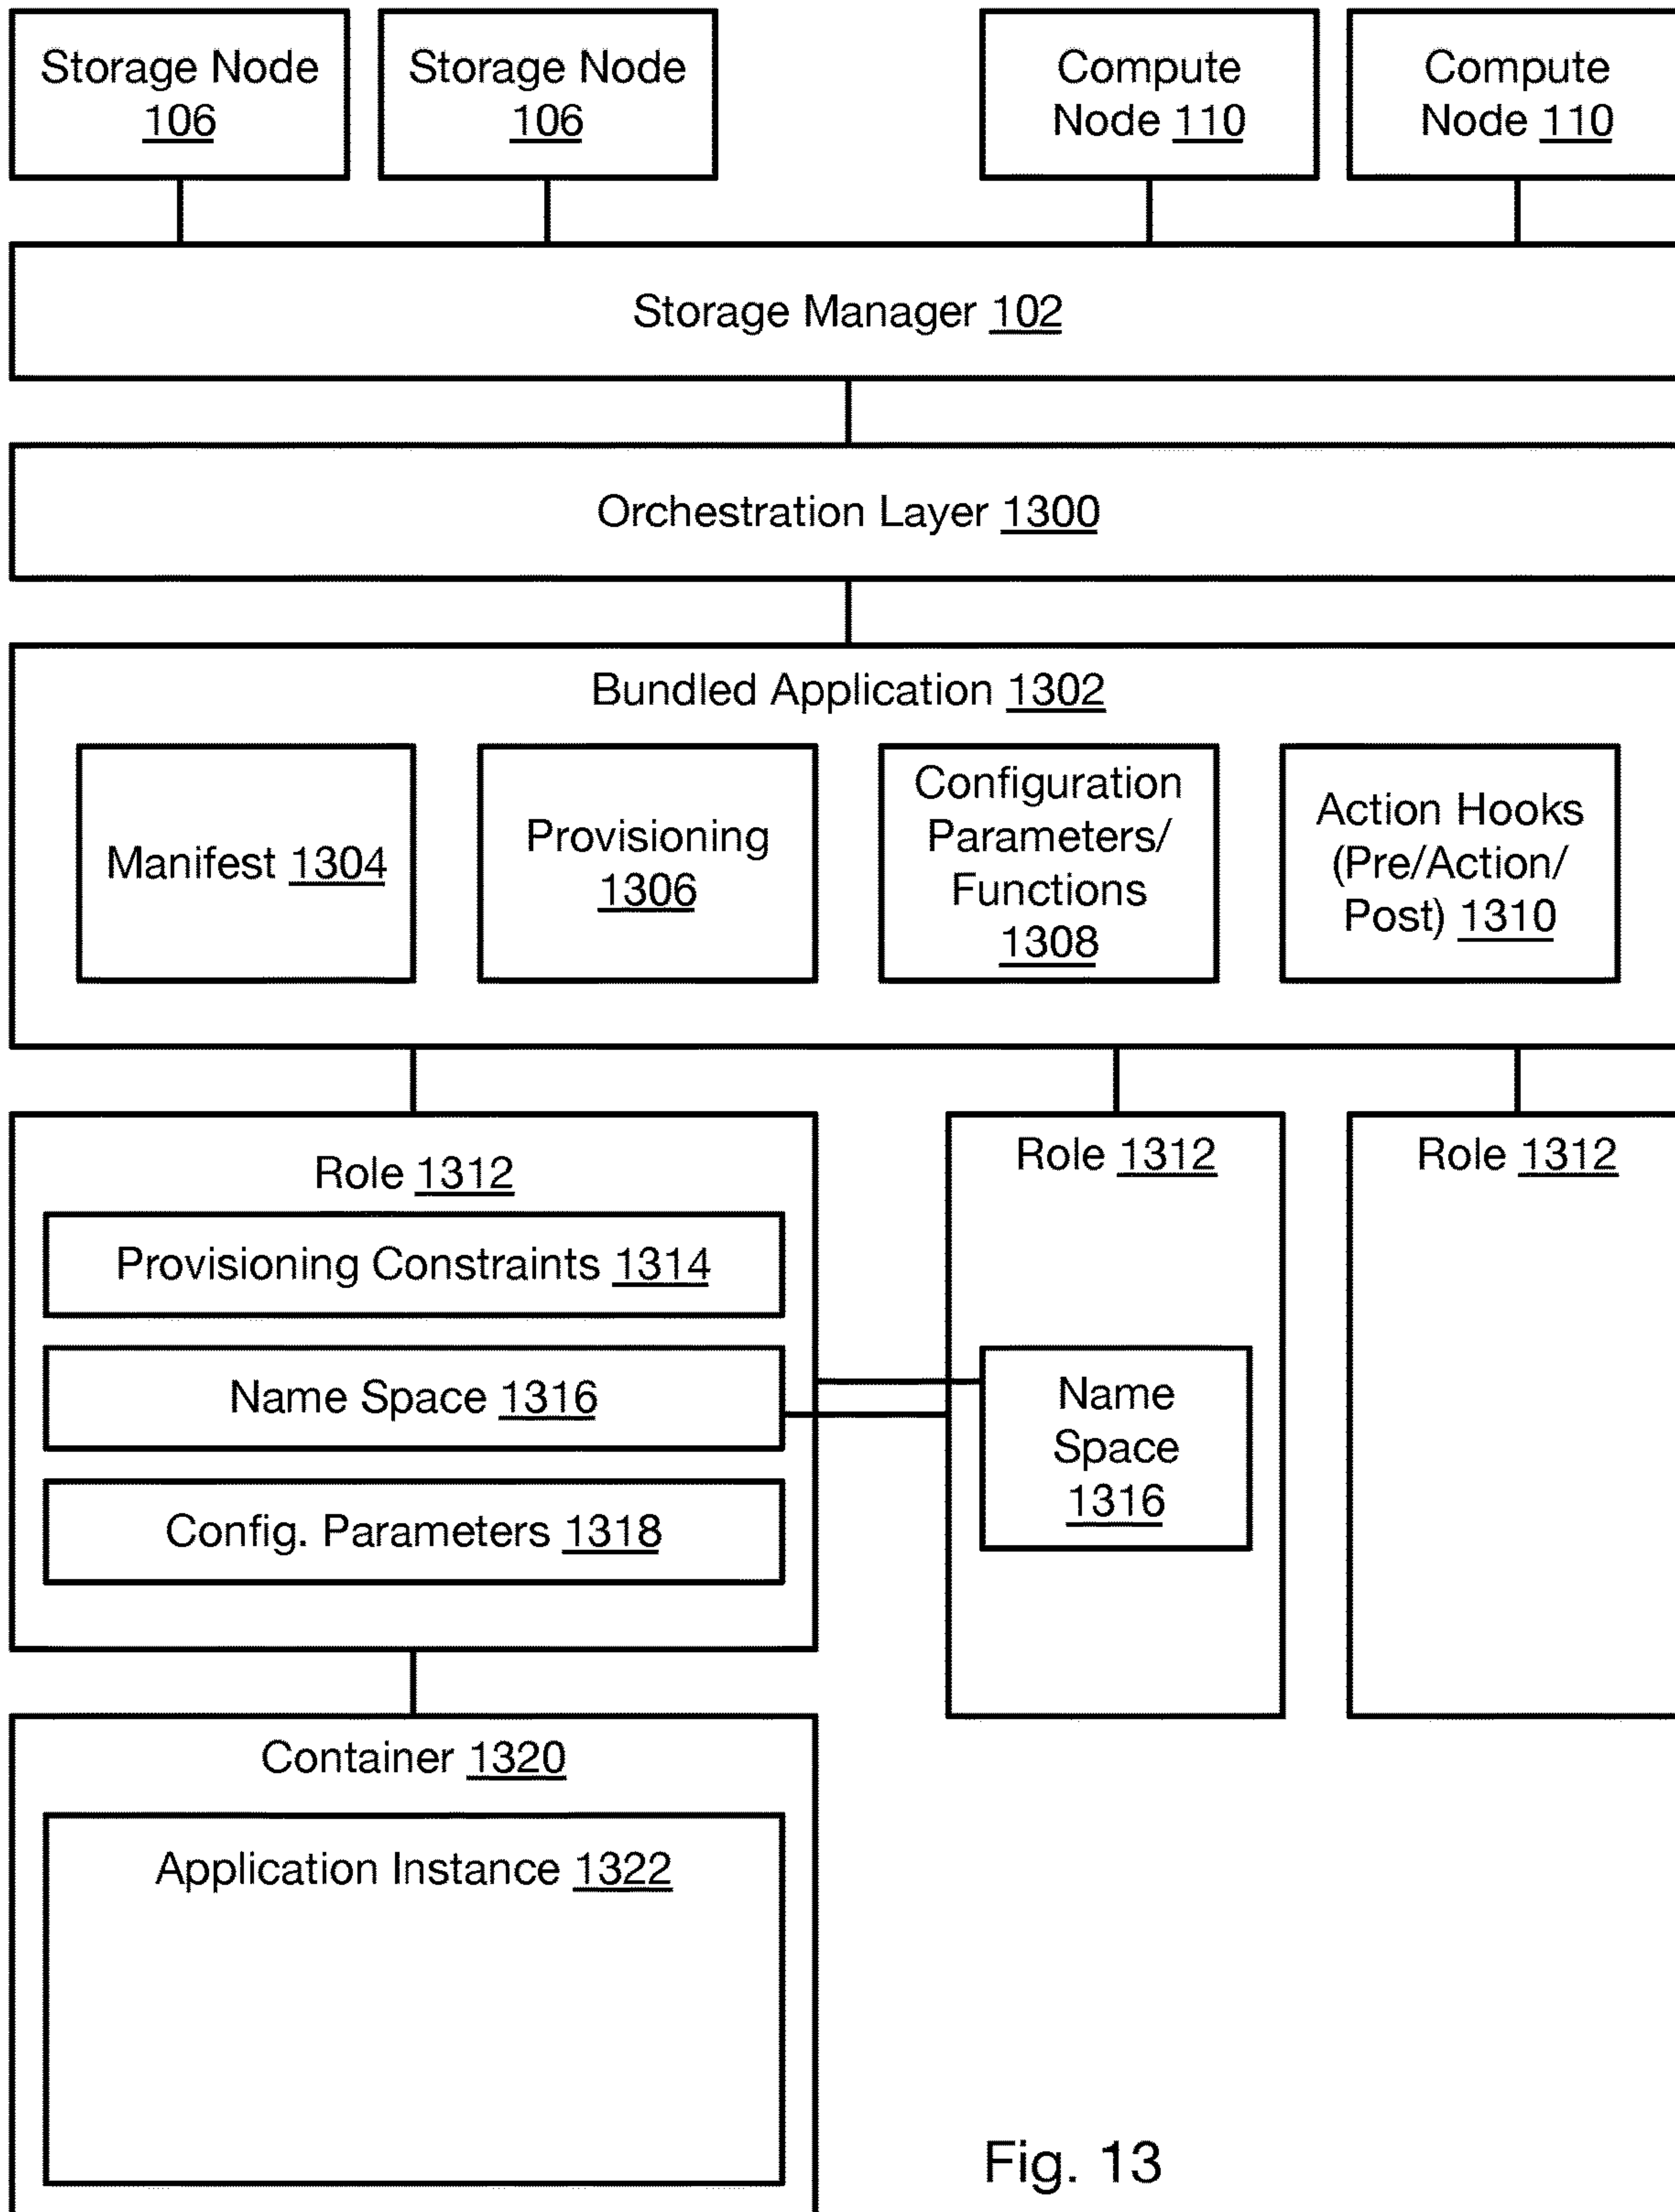 Storage Node
106
Storage Node
106
Compute
Node 110
Compute
Node 110
Storage Manager 102
Orchestration Layer 1300
Bundled Application 1302
Manifest 1304
Provisioning
1306
Configuration
Parameters/
Functions
1308
Action Hooks
(Pre/Action/
Post) 1310
Role 1312
Provisioning Constraints 1314
Name Space 1316
Config. Parameters 1318
Role 1312
Name
Space
1316
Role 1312
Container 1320
Application Instance 1322
Fig. 13